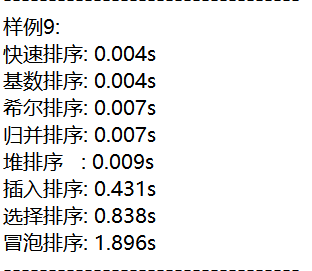 ---------------------------------
样例9:
快速排序: 0.004s
基数排序: 0.004s
希尔排序: 0.007s
归并排序: 0.007s
堆排序   : 0.009s
插入排序: 0.431s
选择排序: 0.838s
冒泡排序: 1.896s
---------------------------------